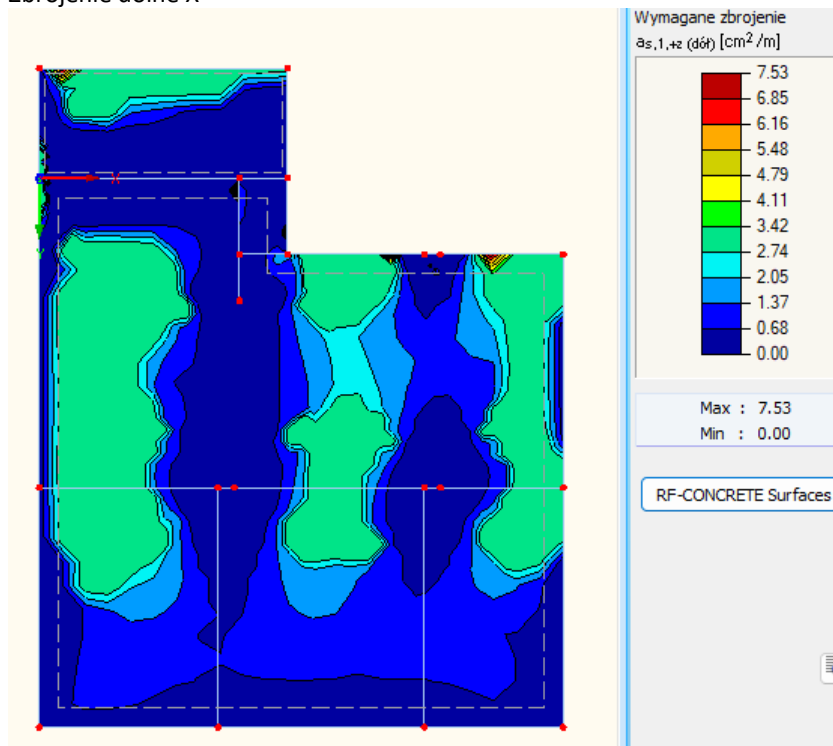 Zbrojenie dolne X
Wymagane zbrojenie
as,1,+z (dół) [cm2 /m]
7.53
6.85
6.16
5.48
4.79
4.11
3.42
2.74
2.05
1.37
0.68
0.00
Max : 7.53
Min : 0.00
RF-CONCRETE Surfaces
X